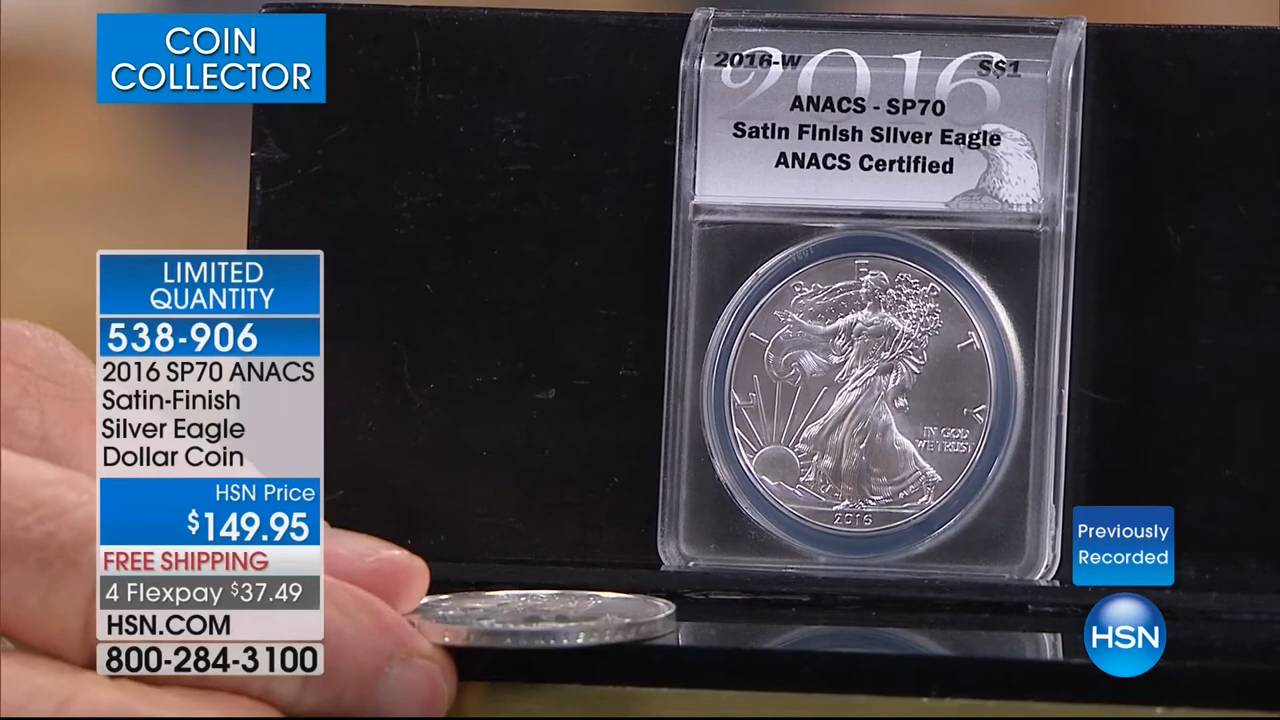 COIN
COLLECTOR
LIMITED
QUANTITY
538-906
2016 SP70 ANACS
Satin-Finish
Silver Eagle
Dollar Coin
HSN Price
$149.95
FREE SHIPPING
4 Flexpay $37.49
HSN.COM
800-284-3100
2016
2016-W S$1
ANACS - SP70
Satin Finish Silver Eagle
ANACS Certified
LIBERTY
IN GOD
WE TRUST
2016
Previously
Recorded
HSN